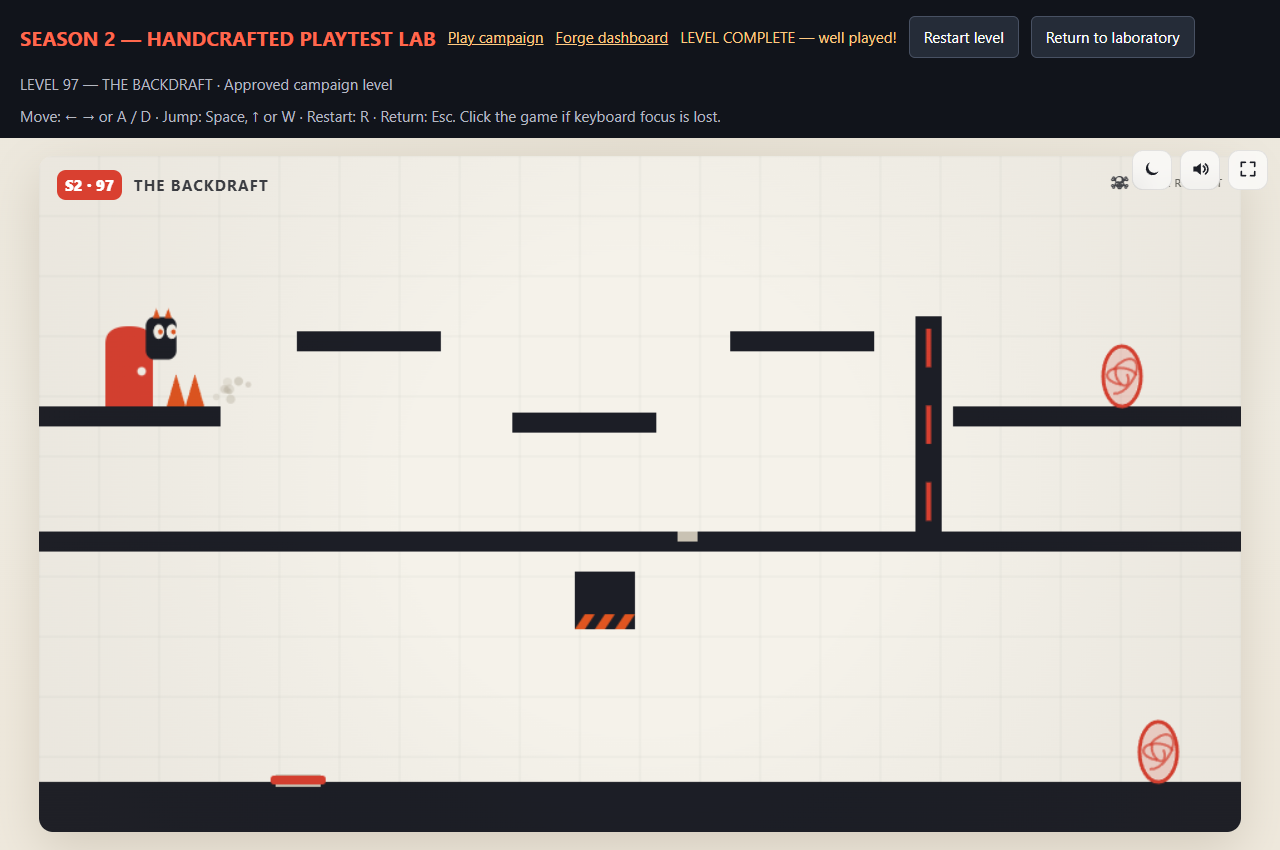 SEASON 2 — HANDCRAFTED PLAYTEST LAB Play campaign Forge dashboard LEVEL COMPLETE — well played! Restart level Return to laboratory
LEVEL 97 — THE BACKDRAFT · Approved campaign level
Move: ← → or A / D · Jump: Space, ↑ or W · Restart: R · Return: Esc. Click the game if keyboard focus is lost.
S2 · 97 THE BACKDRAFT